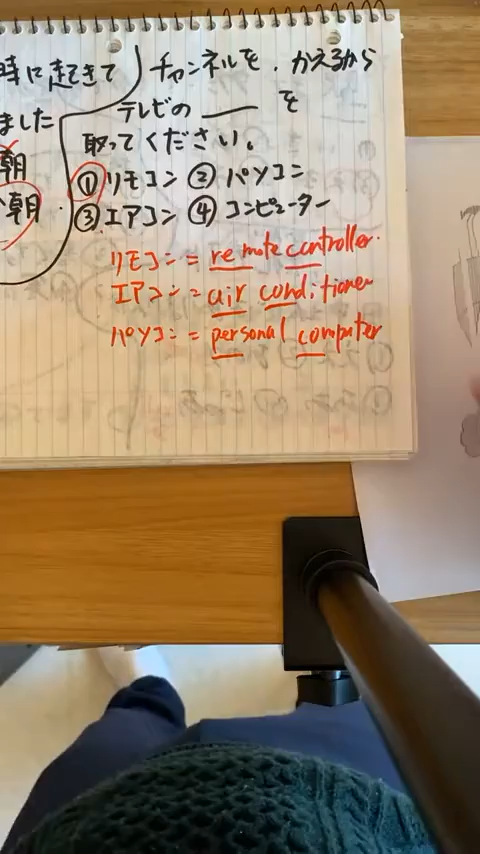 時に起きて
ました
朝
朝
チャンネルを、かえるから
テレビの ___ を
取ってください。
① リモコン ② パソコン
③ エアコン ④ コンピューター
リモコン = remote controller.
エアコン = air conditioner
パソコン = personal computer